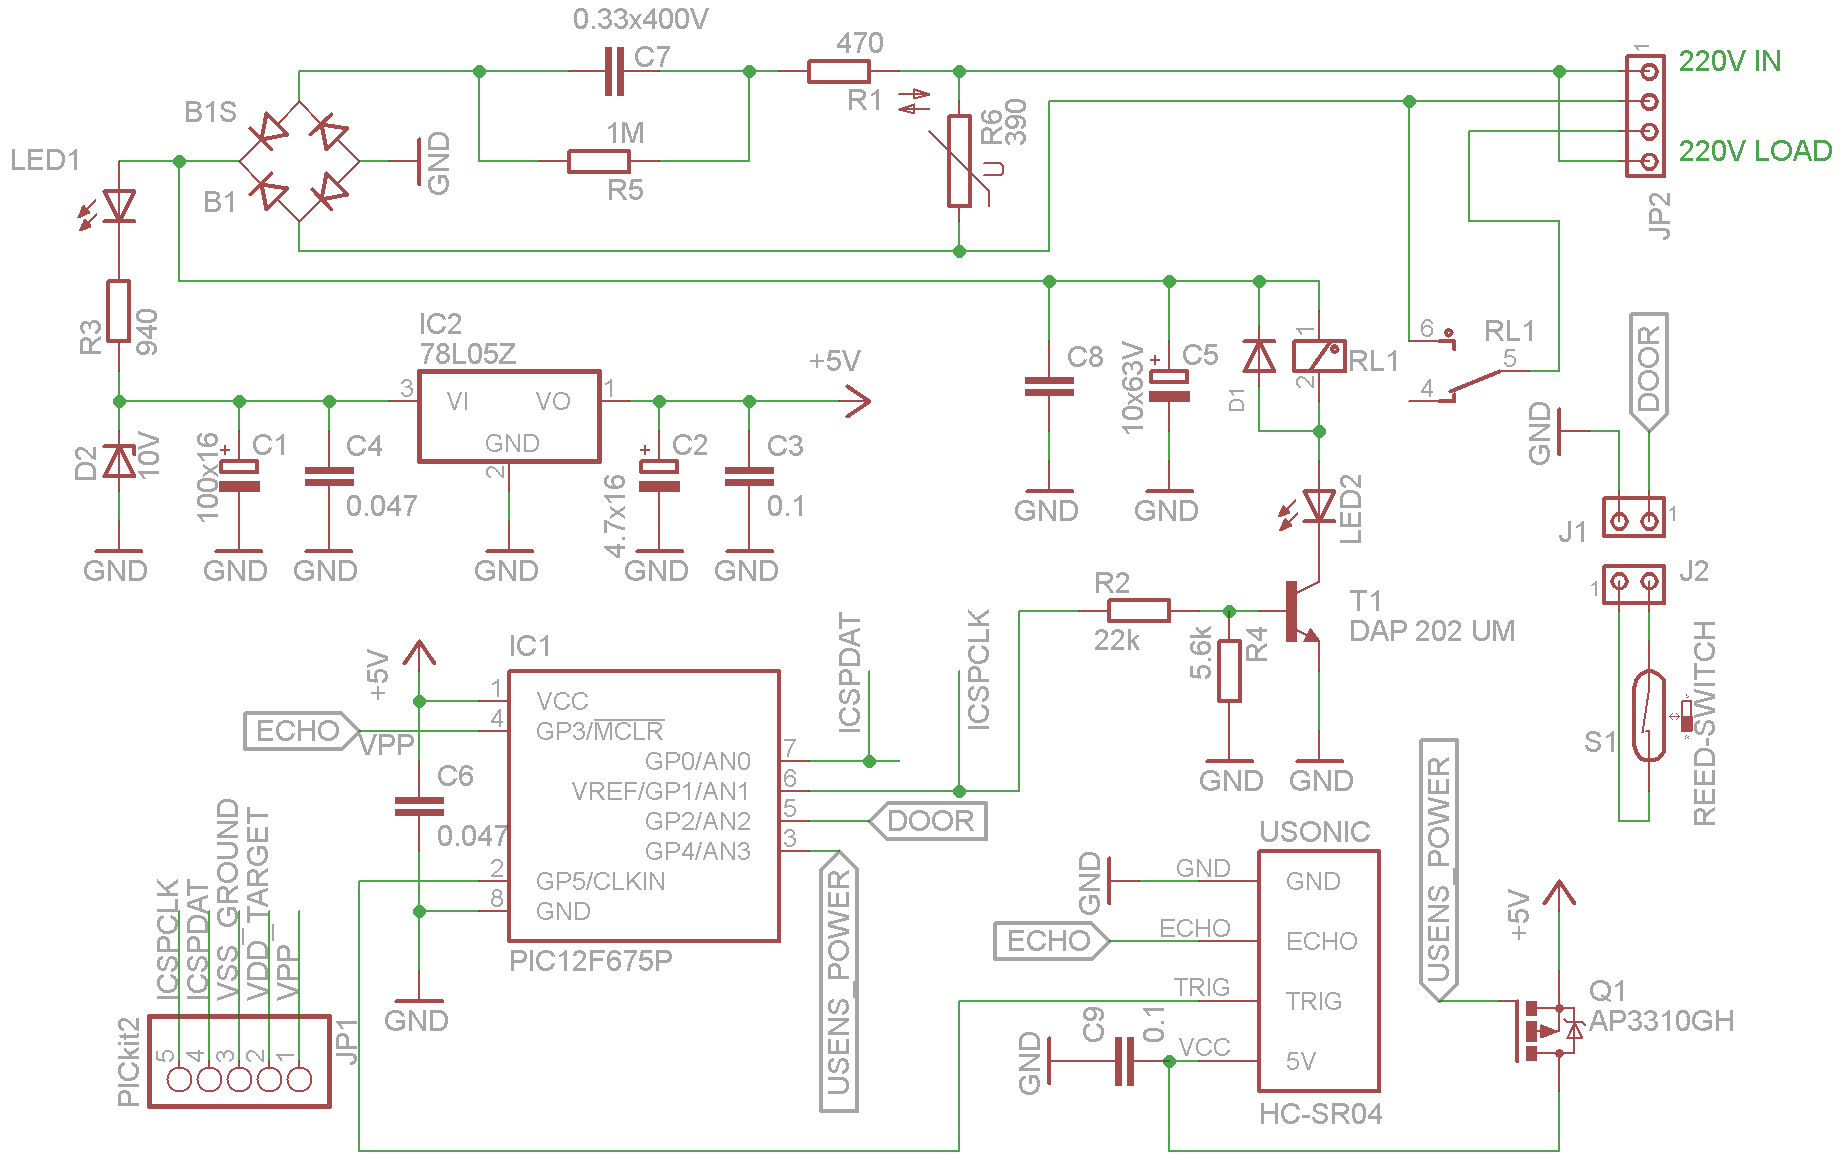 0.33x400V
C7
470
R1
1
220V IN
B1S
1M
R5
R6
390
U
GND
LED1
B1
220V LOAD
JP2
R3
940
IC2
78L05Z
+5V
C8
C5
+
10x63V
D1
1
2
RL1
6
RL1
5
4
DOOR
GND
3
VI
VO
1
GND
2
D2
10V
C1
+
100x16
C4
0.047
C2
+
4.7x16
C3
0.1
GND
GND
GND
GND
GND
GND
GND
GND
LED2
J1
1
J2
1
R2
22k
5.6k
R4
T1
DAP 202 UM
GND
GND
S1
REED-SWITCH
IC1
+5V
ICSPDAT
ICSPCLK
1
VCC
4
GP3/MCLR
ECHO
VPP
GP0/AN0
7
VREF/GP1/AN1
6
GP2/AN2
5
DOOR
GP4/AN3
3
C6
0.047
2
GP5/CLKIN
8
GND
PIC12F675P
GND
USENS_POWER
ICSPCLK
ICSPDAT
VSS_GROUND
VDD_TARGET
VPP
PICkit2
5
4
3
2
1
JP1
USONIC
GND
GND
GND
ECHO
ECHO
ECHO
TRIG
TRIG
C9
0.1
GND
VCC
5V
HC-SR04
USENS_POWER
+5V
Q1
AP3310GH